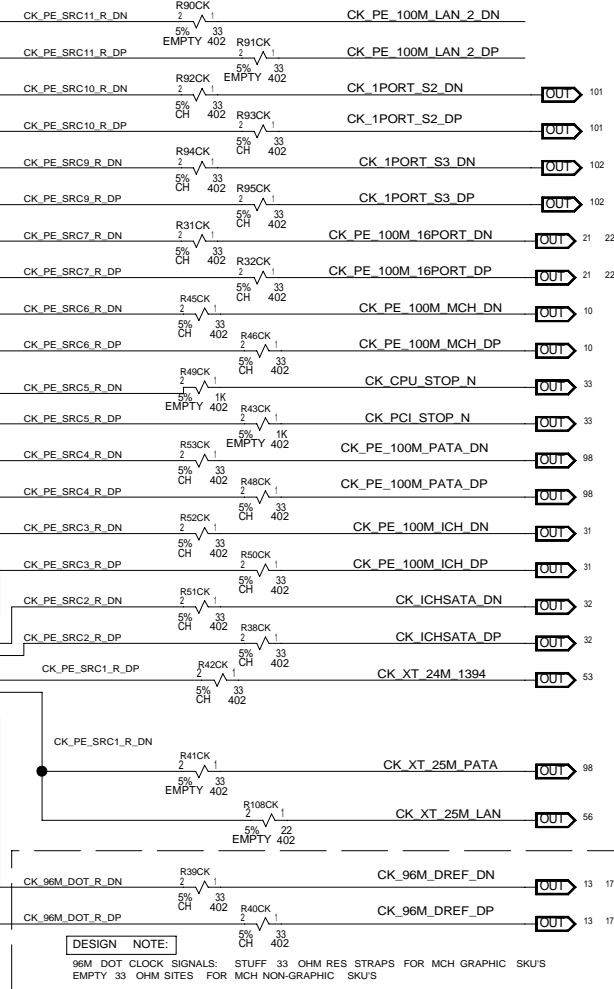 R90CK
CK_PE_SRC11_R_DN 2 1 CK_PE_100M_LAN_2_DN
5% 33
EMPTY 402
R91CK
CK_PE_SRC11_R_DP 2 1 CK_PE_100M_LAN_2_DP
5% 33
EMPTY 402
R92CK
CK_PE_SRC10_R_DN 2 1 CK_1PORT_S2_DN OUT 101
5% 33
CH 402
R93CK
CK_PE_SRC10_R_DP 2 1 CK_1PORT_S2_DP OUT 101
5% 33
CH 402
R94CK
CK_PE_SRC9_R_DN 2 1 CK_1PORT_S3_DN OUT 102
5% 33
CH 402
R95CK
CK_PE_SRC9_R_DP 2 1 CK_1PORT_S3_DP OUT 102
5% 33
CH 402
R31CK
CK_PE_SRC7_R_DN 2 1 CK_PE_100M_16PORT_DN OUT 21 22
5% 33
CH 402
R32CK
CK_PE_SRC7_R_DP 2 1 CK_PE_100M_16PORT_DP OUT 21 22
5% 33
CH 402
R45CK
CK_PE_SRC6_R_DN 2 1 CK_PE_100M_MCH_DN OUT 10
5% 33
CH 402
R46CK
CK_PE_SRC6_R_DP 2 1 CK_PE_100M_MCH_DP OUT 10
5% 33
CH 402
R49CK
CK_PE_SRC5_R_DN 2 1 CK_CPU_STOP_N OUT 33
5% 1K
EMPTY 402
R43CK
CK_PE_SRC5_R_DP 2 1 CK_PCI_STOP_N OUT 33
5% 1K
EMPTY 402
R53CK
CK_PE_SRC4_R_DN 2 1 CK_PE_100M_PATA_DN OUT 98
5% 33
CH 402
R48CK
CK_PE_SRC4_R_DP 2 1 CK_PE_100M_PATA_DP OUT 98
5% 33
CH 402
R52CK
CK_PE_SRC3_R_DN 2 1 CK_PE_100M_ICH_DN OUT 31
5% 33
CH 402
R50CK
CK_PE_SRC3_R_DP 2 1 CK_PE_100M_ICH_DP OUT 31
5% 33
CH 402
R51CK
CK_PE_SRC2_R_DN 2 1 CK_ICHSATA_DN OUT 32
5% 33
CH 402
R38CK
CK_PE_SRC2_R_DP 2 1 CK_ICHSATA_DP OUT 32
5% 33
CH 402
R42CK
CK_PE_SRC1_R_DP 2 1 CK_XT_24M_1394 OUT 53
5% 33
CH 402
CK_PE_SRC1_R_DN
R41CK
2 1 CK_XT_25M_PATA OUT 98
5% 33
EMPTY 402
R108CK
2 1 CK_XT_25M_LAN OUT 56
5% 22
EMPTY 402
R39CK
CK_96M_DOT_R_DN 2 1 CK_96M_DREF_DN OUT 13 17
5% 33
CH 402
R40CK
CK_96M_DOT_R_DP 2 1 CK_96M_DREF_DP OUT 13 17
5% 33
CH 402
DESIGN NOTE:
96M DOT CLOCK SIGNALS: STUFF 33 OHM RES STRAPS FOR MCH GRAPHIC SKU'S
EMPTY 33 OHM SITES FOR MCH NON-GRAPHIC SKU'S